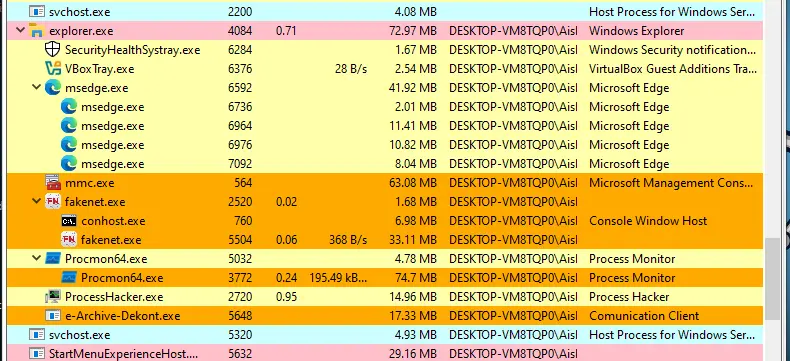 svchost.exe 2200 4.08 MB Host Process for Windows Ser...
explorer.exe 4084 0.71 72.97 MB DESKTOP-VM8TQP0\Aisl Windows Explorer
SecurityHealthSystray.exe 6284 1.67 MB DESKTOP-VM8TQP0\Aisl Windows Security notification...
VBoxTray.exe 6376 28 B/s 2.54 MB DESKTOP-VM8TQP0\Aisl VirtualBox Guest Additions Tra...
msedge.exe 6592 41.92 MB DESKTOP-VM8TQP0\Aisl Microsoft Edge
msedge.exe 6736 2.01 MB DESKTOP-VM8TQP0\Aisl Microsoft Edge
msedge.exe 6964 11.41 MB DESKTOP-VM8TQP0\Aisl Microsoft Edge
msedge.exe 6976 10.82 MB DESKTOP-VM8TQP0\Aisl Microsoft Edge
msedge.exe 7092 8.04 MB DESKTOP-VM8TQP0\Aisl Microsoft Edge
mmc.exe 564 63.08 MB DESKTOP-VM8TQP0\Aisl Microsoft Management Cons...
fakenet.exe 2520 0.02 1.68 MB DESKTOP-VM8TQP0\Aisl
conhost.exe 760 6.98 MB DESKTOP-VM8TQP0\Aisl Console Window Host
fakenet.exe 5504 0.06 368 B/s 33.11 MB DESKTOP-VM8TQP0\Aisl
Procmon64.exe 5032 4.78 MB DESKTOP-VM8TQP0\Aisl Process Monitor
Procmon64.exe 3772 0.24 195.49 kB... 74.7 MB DESKTOP-VM8TQP0\Aisl Process Monitor
ProcessHacker.exe 2720 0.95 14.96 MB DESKTOP-VM8TQP0\Aisl Process Hacker
e-Archive-Dekont.exe 5648 17.33 MB DESKTOP-VM8TQP0\Aisl Comunication Client
svchost.exe 5320 4.93 MB DESKTOP-VM8TQP0\Aisl Host Process for Windows Ser...
StartMenuExperienceHost.... 5632 29.16 MB DESKTOP-VM8TQP0\Aisl